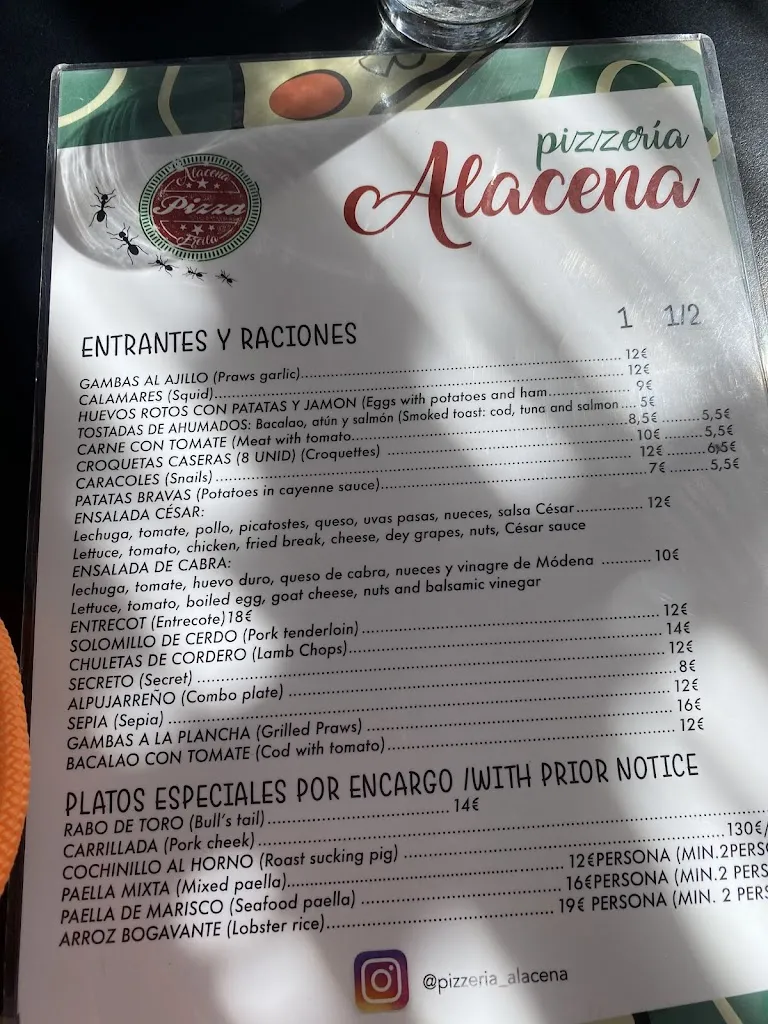 pizzería
Alacena
Alacena
Pizza
1 1/2
ENTRANTES Y RACIONES
GAMBAS AL AJILLO (Praws garlic)........12€
CALAMARES (Squid)........12€
HUEVOS ROTOS CON PATATAS Y JAMON (Eggs with potatoes and ham........9€
TOSTADAS DE AHUMADOS: Bacalao, atún y salmón (Smoked toast: cod, tuna and salmon.... 5€
CARNE CON TOMATE (Meat with tomato........8,5€........5,5€
CROQUETAS CASERAS (8 UNID) (Croquettes) ........10€........5,5€
CARACOLES (Snails) ........12€........6,5€
PATATAS BRAVAS (Potatoes in cayenne sauce)........7€........5,5€
ENSALADA CÉSAR:
Lechuga, tomate, pollo, picatostes, queso, uvas pasas, nueces, salsa César........12€
Lettuce, tomato, chicken, fried break, cheese, dey grapes, nuts, César sauce
ENSALADA DE CABRA:
lechuga, tomate, huevo duro, queso de cabra, nueces y vinagre de Módena ........10€
Lettuce, tomato, boiled egg, goat cheese, nuts and balsamic vinegar
ENTRECOT (Entrecote)18€
SOLOMILLO DE CERDO (Pork tenderloin)........12€
CHULETAS DE CORDERO (Lamb Chops)........14€
SECRETO (Secret)........12€
ALPUJARREÑO (Combo plate) ........8€
SEPIA (Sepia) ........12€
GAMBAS A LA PLANCHA (Grilled Praws) ........16€
BACALAO CON TOMATE (Cod with tomato)........12€
PLATOS ESPECIALES POR ENCARGO /WITH PRIOR NOTICE
RABO DE TORO (Bull's tail)........14€
CARRILLADA (Pork cheek)........
COCHINILLO AL HORNO (Roast sucking pig) ........130€/
PAELLA MIXTA (Mixed paella)........12€PERSONA (MIN.2PERSO
PAELLA DE MARISCO (Seafood paella) ........16€PERSONA (MIN.2 PERS
ARROZ BOGAVANTE (Lobster rice)........19€ PERSONA (MIN. 2 PERS
@pizzeria_alacena